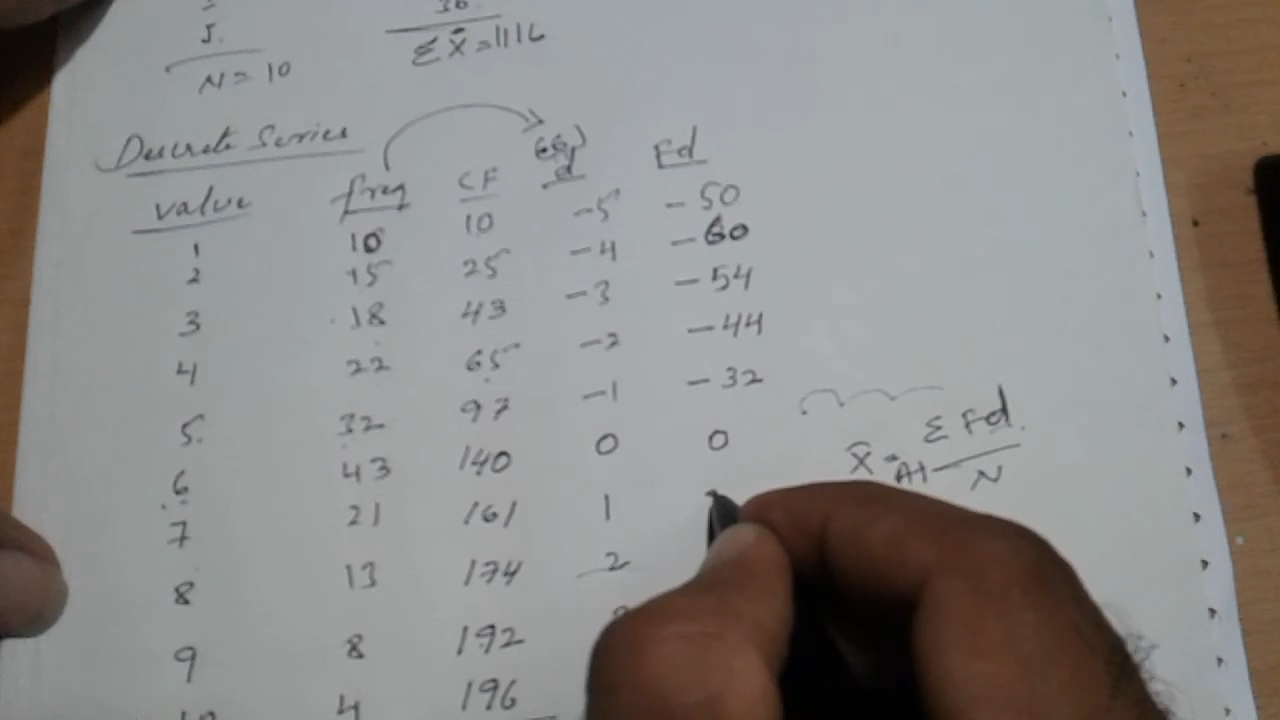 5.
N = 10
ΣX̄ = 1116
Discrete Series
value freq CF d Fd
1 10 10 -5 -50
2 15 25 -4 -60
3 18 43 -3 -54
4 22 65 -2 -44
5. 32 97 -1 -32
6 43 140 0 0
7 21 161 1
8 13 174 2
9 8 192
10 4 196
X̄ = A+ ΣFd.
N